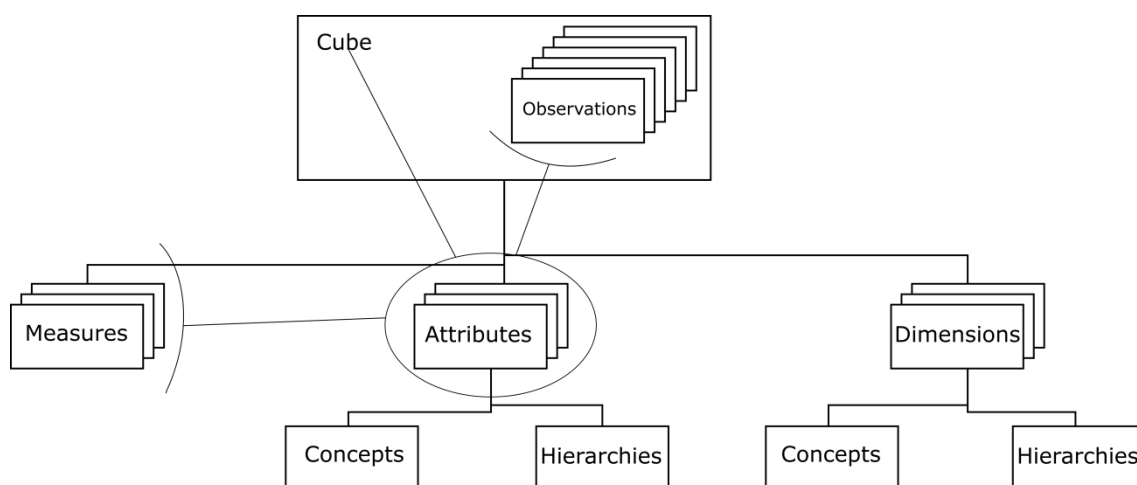 Cube
Observations
Measures
Attributes
Dimensions
Concepts
Hierarchies
Concepts
Hierarchies